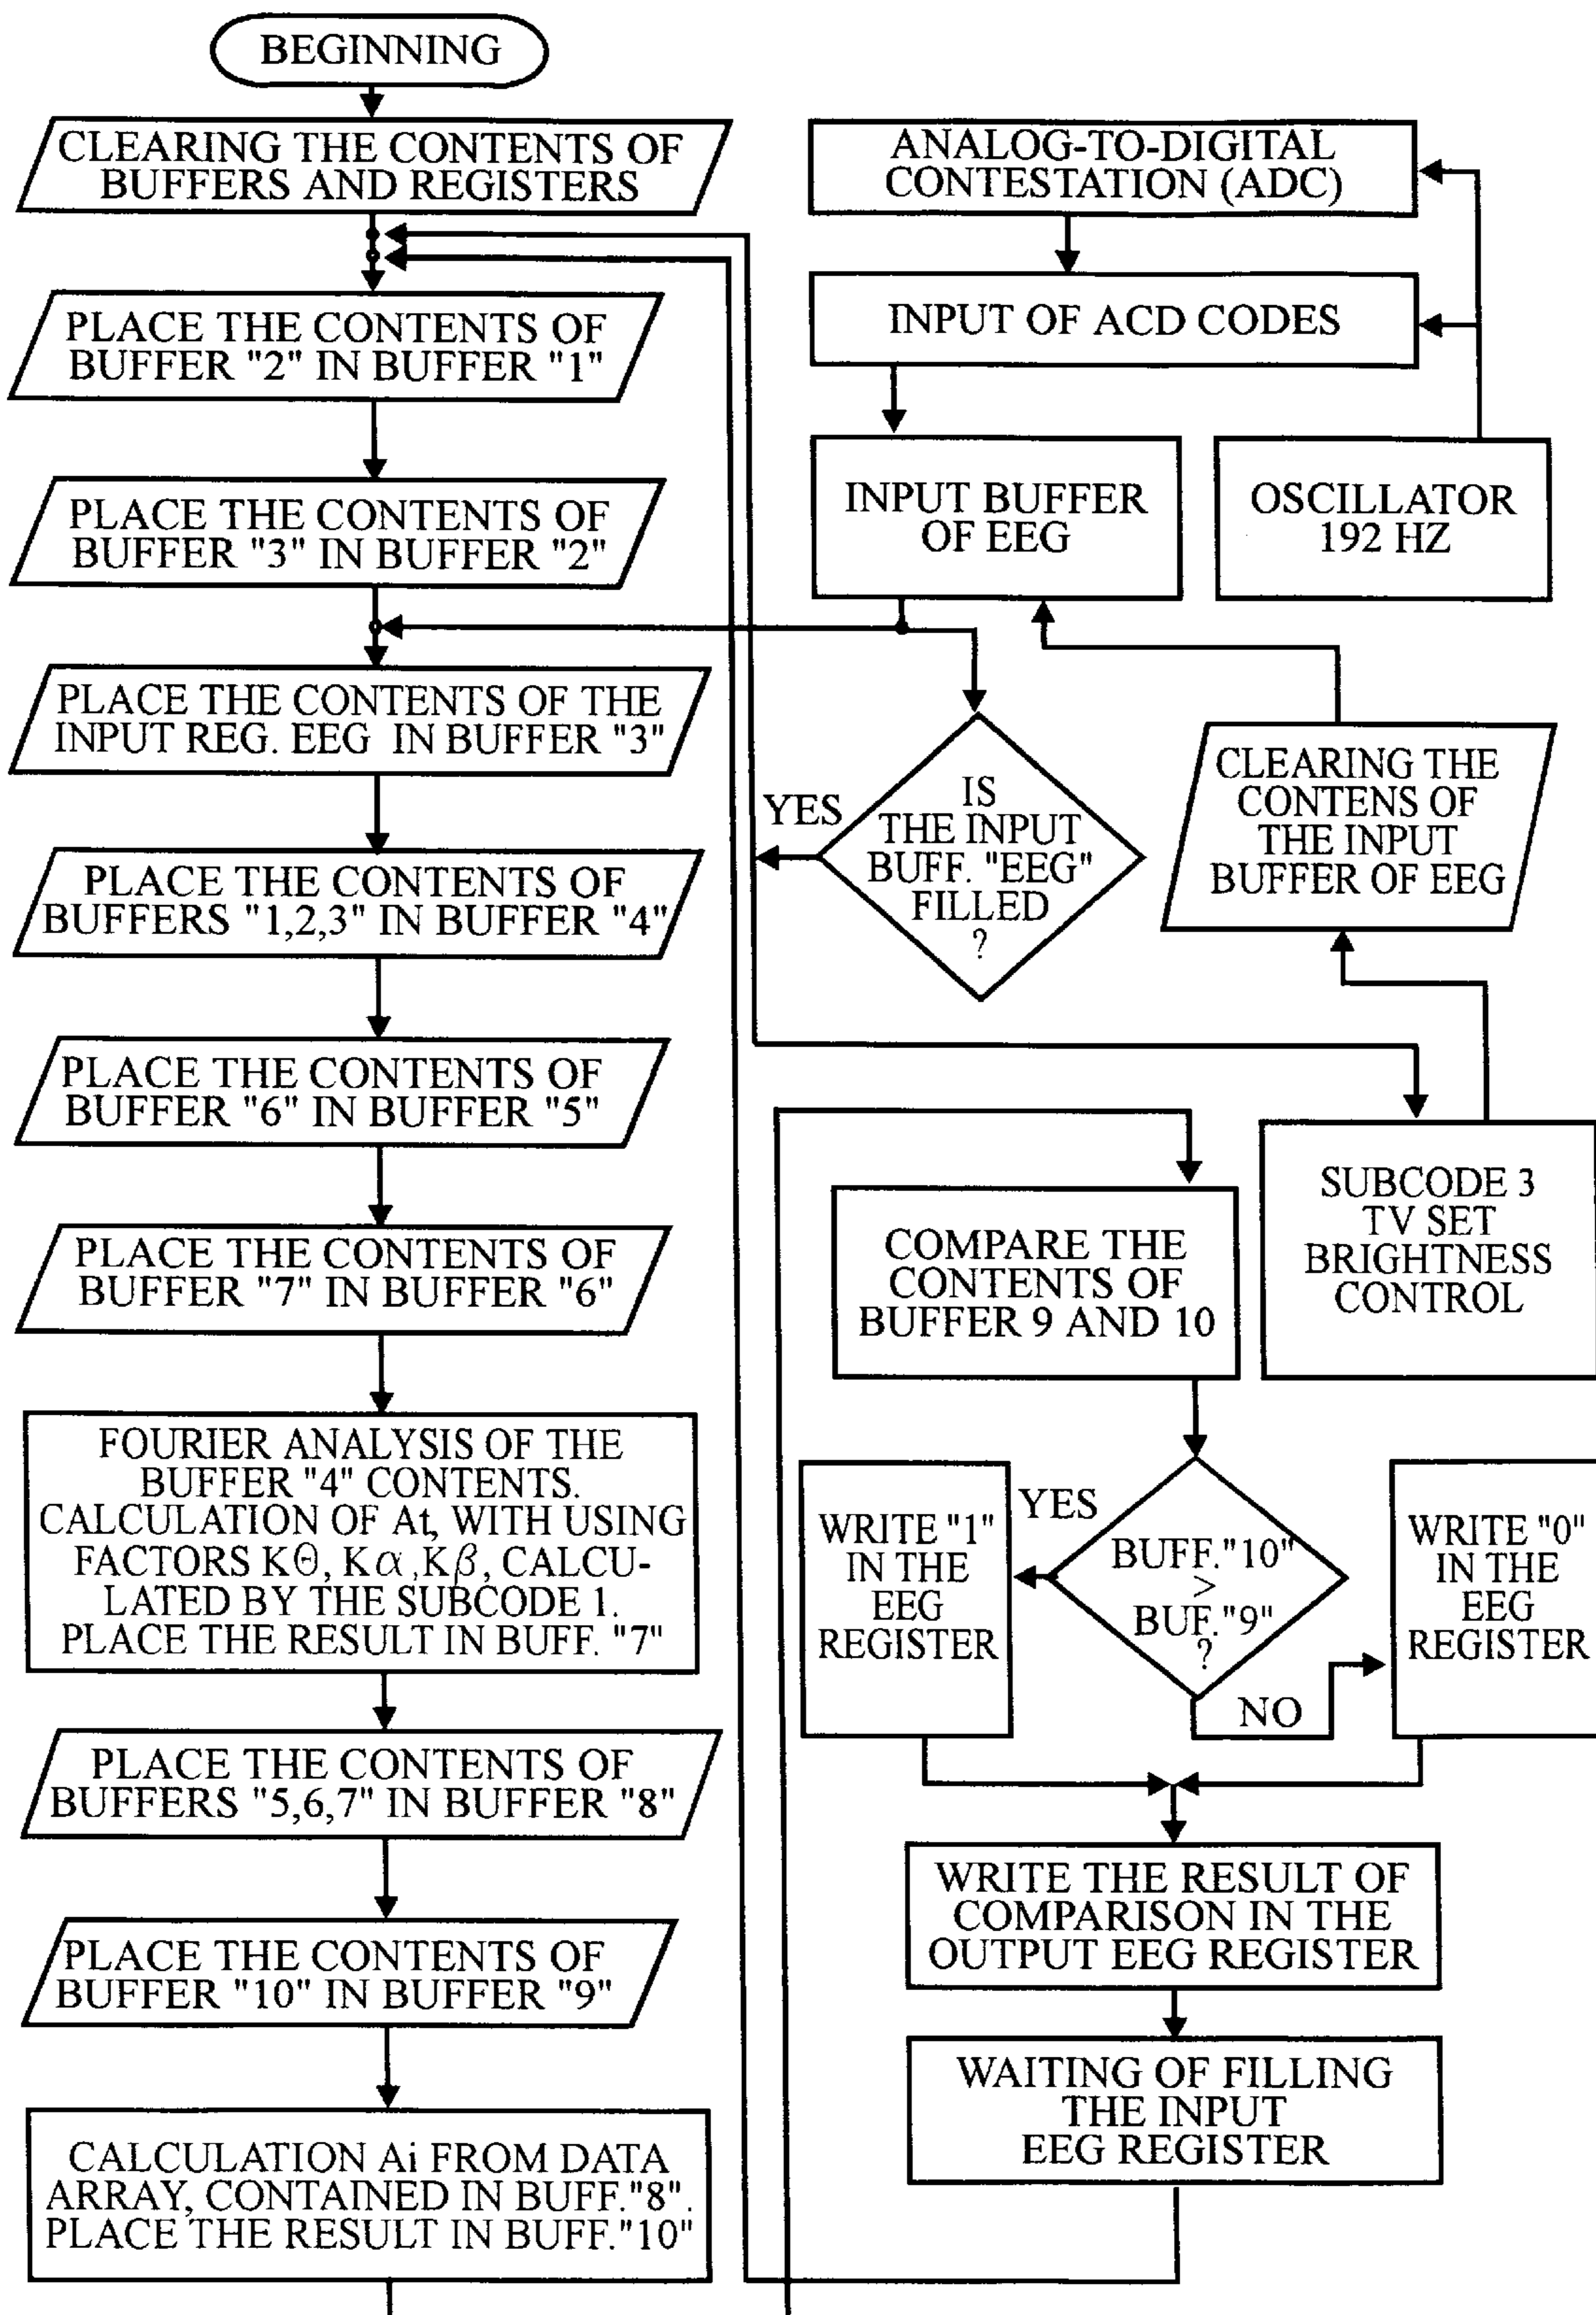 BEGINNING
CLEARING THE CONTENTS OF
BUFFERS AND REGISTERS
PLACE THE CONTENTS OF
BUFFER "2" IN BUFFER "1"
PLACE THE CONTENTS OF
BUFFER "3" IN BUFFER "2"
PLACE THE CONTENTS OF THE
INPUT REG. EEG IN BUFFER "3"
PLACE THE CONTENTS OF
BUFFERS "1,2,3" IN BUFFER "4"
PLACE THE CONTENTS OF
BUFFER "6" IN BUFFER "5"
PLACE THE CONTENTS OF
BUFFER "7" IN BUFFER "6"
FOURIER ANALYSIS OF THE
BUFFER "4" CONTENTS.
CALCULATION OF At, WITH USING
FACTORS KΘ, Kα, Kβ, CALCU-
LATED BY THE SUBCODE 1.
PLACE THE RESULT IN BUFF. "7"
PLACE THE CONTENTS OF
BUFFERS "5,6,7" IN BUFFER "8"
PLACE THE CONTENTS OF
BUFFER "10" IN BUFFER "9"
CALCULATION Ai FROM DATA
ARRAY, CONTAINED IN BUFF."8".
PLACE THE RESULT IN BUFF."10"
ANALOG-TO-DIGITAL
CONTESTATION (ADC)
INPUT OF ACD CODES
INPUT BUFFER
OF EEG
OSCILLATOR
192 HZ
YES
IS
THE INPUT
BUFF. "EEG"
FILLED
?
CLEARING THE
CONTENS OF
THE INPUT
BUFFER OF EEG
SUBCODE 3
TV SET
BRIGHTNESS
CONTROL
COMPARE THE
CONTENTS OF
BUFFER 9 AND 10
YES
BUFF."10"
>
BUF."9"
?
NO
WRITE "1"
IN THE
EEG
REGISTER
WRITE "0"
IN THE
EEG
REGISTER
WRITE THE RESULT OF
COMPARISON IN THE
OUTPUT EEG REGISTER
WAITING OF FILLING
THE INPUT
EEG REGISTER